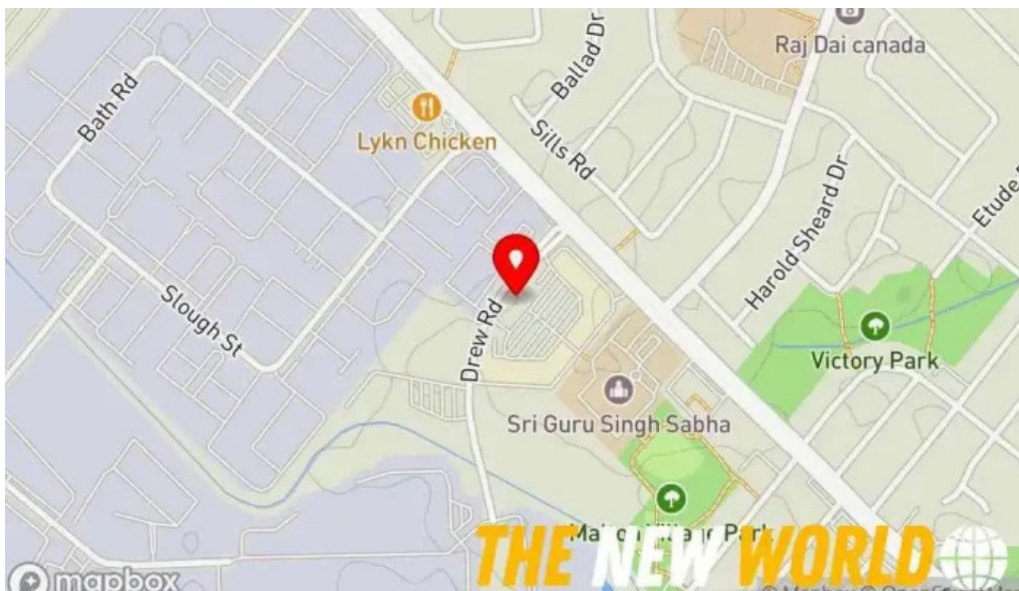 Raj Dai canada
Ballad Dr
Bath Rd
Lykn Chicken
Sills Rd
Harold Sheard Dr
Slough St
Drew Rd
Victory Park
Sri Guru Singh Sabha
Park
THE NEW WORLD
mapbox